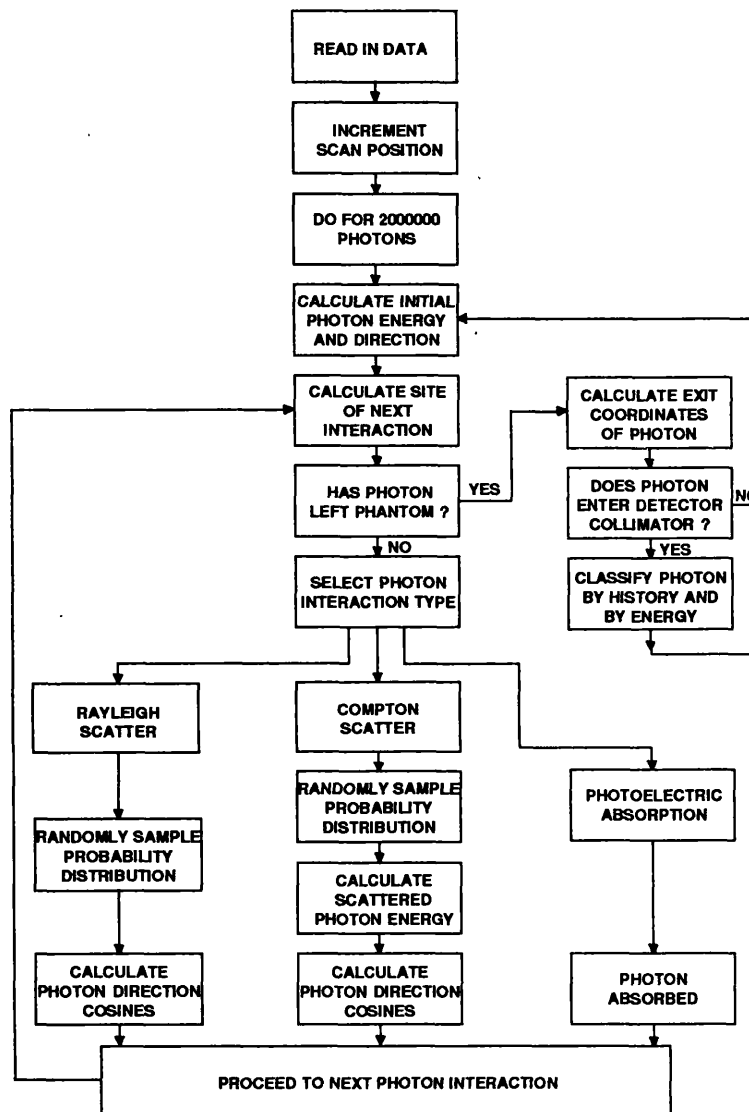 READ IN DATA
INCREMENT
SCAN POSITION
DO FOR 2000000
PHOTONS
CALCULATE INITIAL
PHOTON ENERGY
AND DIRECTION
CALCULATE SITE
OF NEXT
INTERACTION
HAS PHOTON
LEFT PHANTOM ?
YES
NO
CALCULATE EXIT
COORDINATES
OF PHOTON
DOES PHOTON
ENTER DETECTOR
COLLIMATOR ?
NO
YES
CLASSIFY PHOTON
BY HISTORY AND
BY ENERGY
SELECT PHOTON
INTERACTION TYPE
RAYLEIGH
SCATTER
RANDOMLY SAMPLE
PROBABILITY
DISTRIBUTION
CALCULATE
PHOTON DIRECTION
COSINES
COMPTON
SCATTER
RANDOMLY SAMPLE
PROBABILITY
DISTRIBUTION
CALCULATE
SCATTERED
PHOTON ENERGY
CALCULATE
PHOTON DIRECTION
COSINES
PHOTOELECTRIC
ABSORPTION
PHOTON
ABSORBED
PROCEED TO NEXT PHOTON INTERACTION